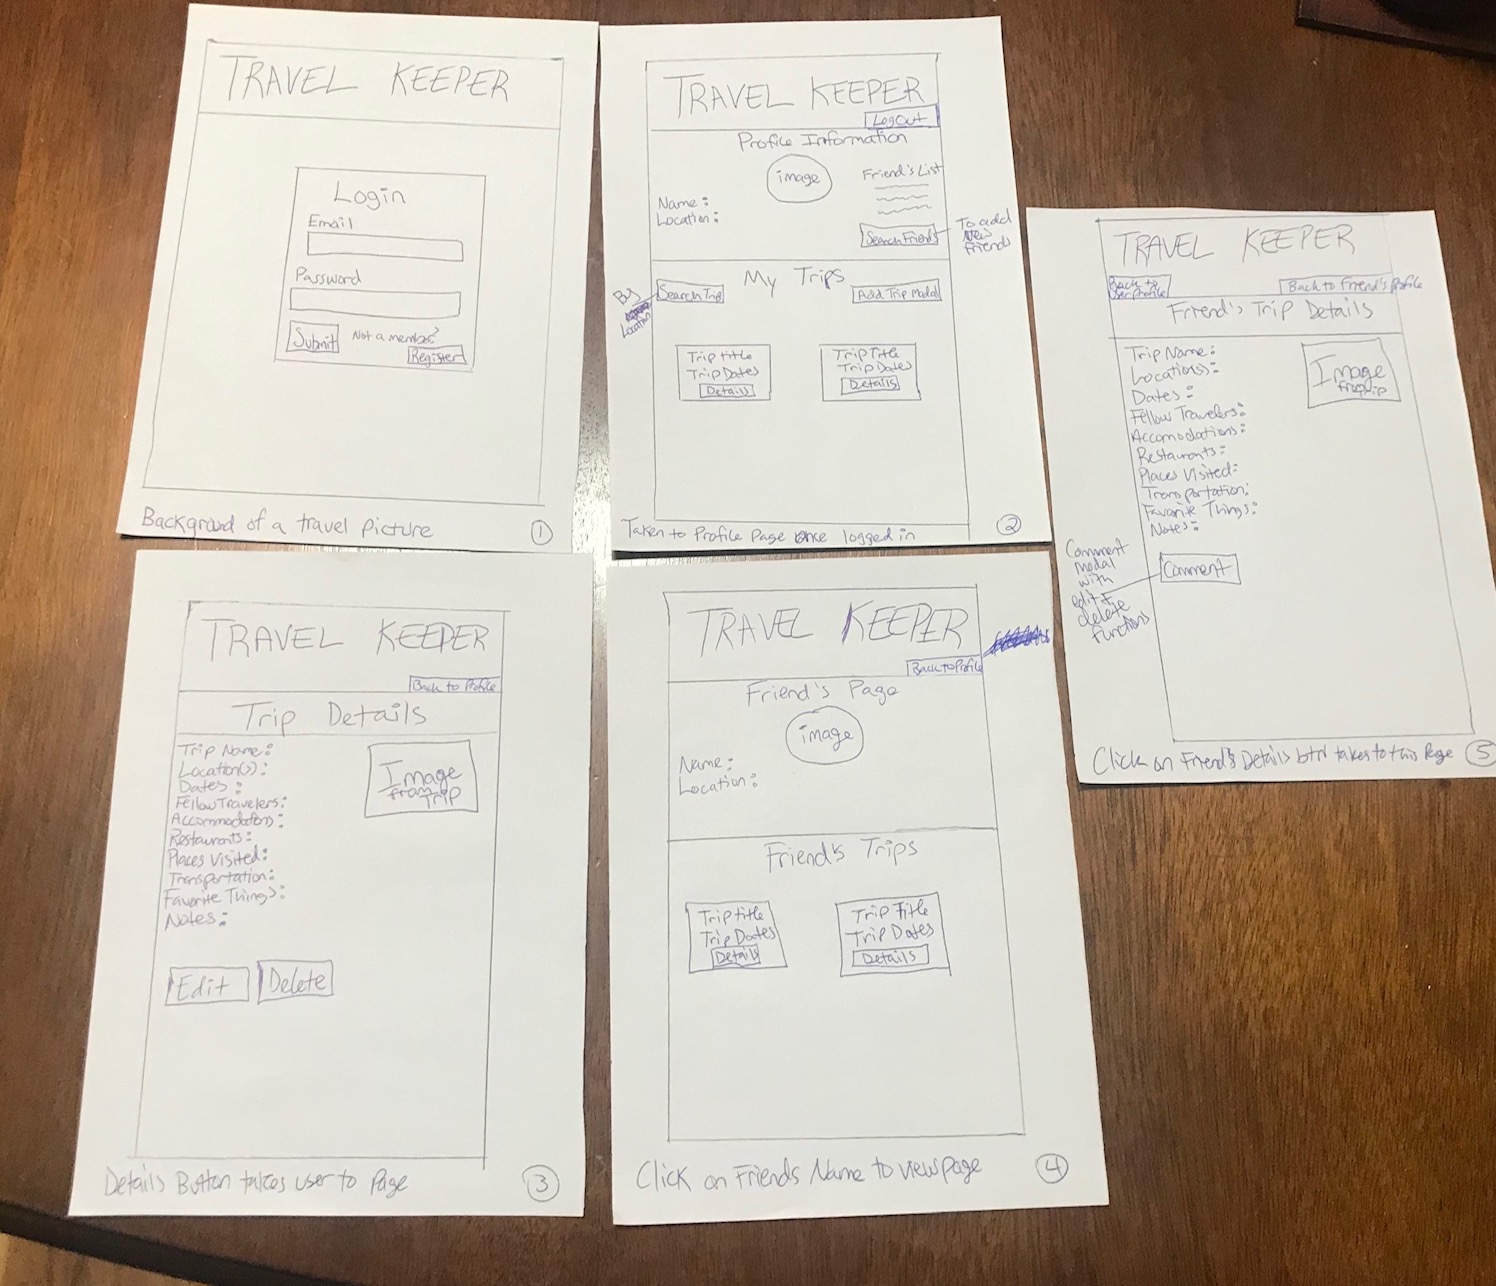 TRAVEL KEEPER
Login
Email
Password
Submit
Not a member?
Register
Background of a travel picture
1
TRAVEL KEEPER
LogOut
Profile Information
image
Friend's List
Name:
Location:
Search Friends
To add
New
Friends
My Trips
By
Location
Search Trip
Add Trip Modal
Trip title
Trip Dates
Details
Trip Title
Trip Dates
Details
Taken to Profile Page once logged in
2
TRAVEL KEEPER
Back to Profile
Trip Details
Trip Name:
Location(s):
Dates:
Fellow Travelers:
Accommodations:
Restaurants:
Places Visited:
Transportation:
Favorite Things:
Notes:
Image
from
Trip
Edit
Delete
Details Button takes user to Page
3
TRAVEL KEEPER
Back to Profile
Friend's Page
image
Name:
Location:
Friend's Trips
Trip title
Trip Dates
Details
Trip Title
Trip Dates
Details
Click on Friends Name to view page
4
TRAVEL KEEPER
Back to
User Profile
Back to Friend's Profile
Friend's Trip Details
Trip Name:
Location(s):
Dates:
Fellow Travelers:
Accomodations:
Restaurants:
Places Visited:
Transportation:
Favorite Things:
Notes:
Image
from trip
Comment
modal
with
edit &
delete
functions
Comment
Click on Friend's Details btn takes to this Page
5